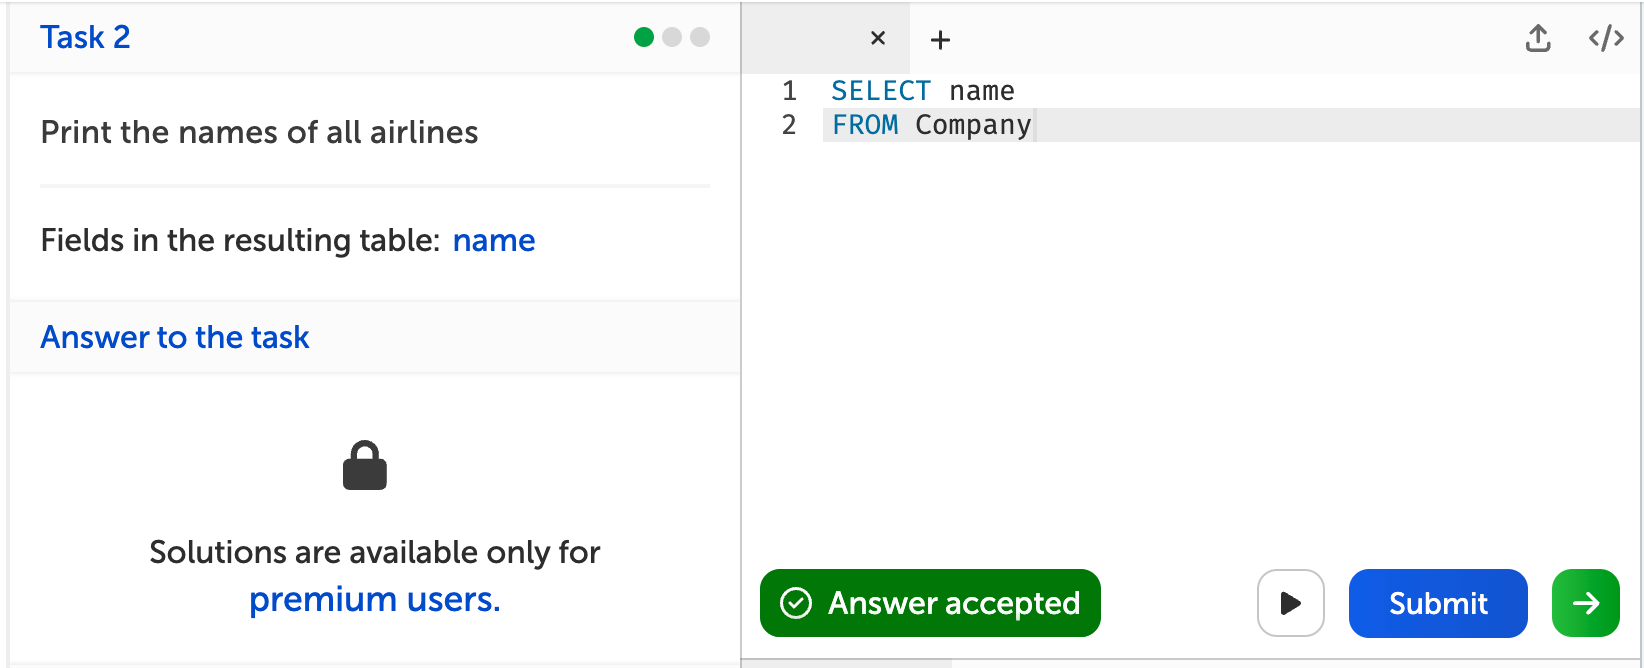 Task 2
Print the names of all airlines
Fields in the resulting table: name
Answer to the task
Solutions are available only for
premium users.
1 SELECT name
2 FROM Company
Answer accepted
Submit